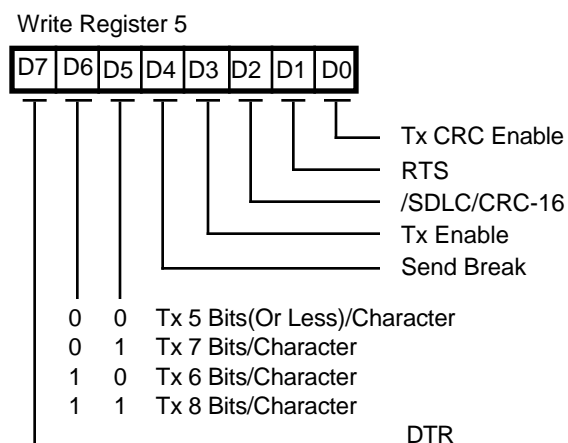 Write Register 5
D7 D6 D5 D4 D3 D2 D1 D0
Tx CRC Enable
RTS
/SDLC/CRC-16
Tx Enable
Send Break
0 0 Tx 5 Bits(Or Less)/Character
0 1 Tx 7 Bits/Character
1 0 Tx 6 Bits/Character
1 1 Tx 8 Bits/Character
DTR